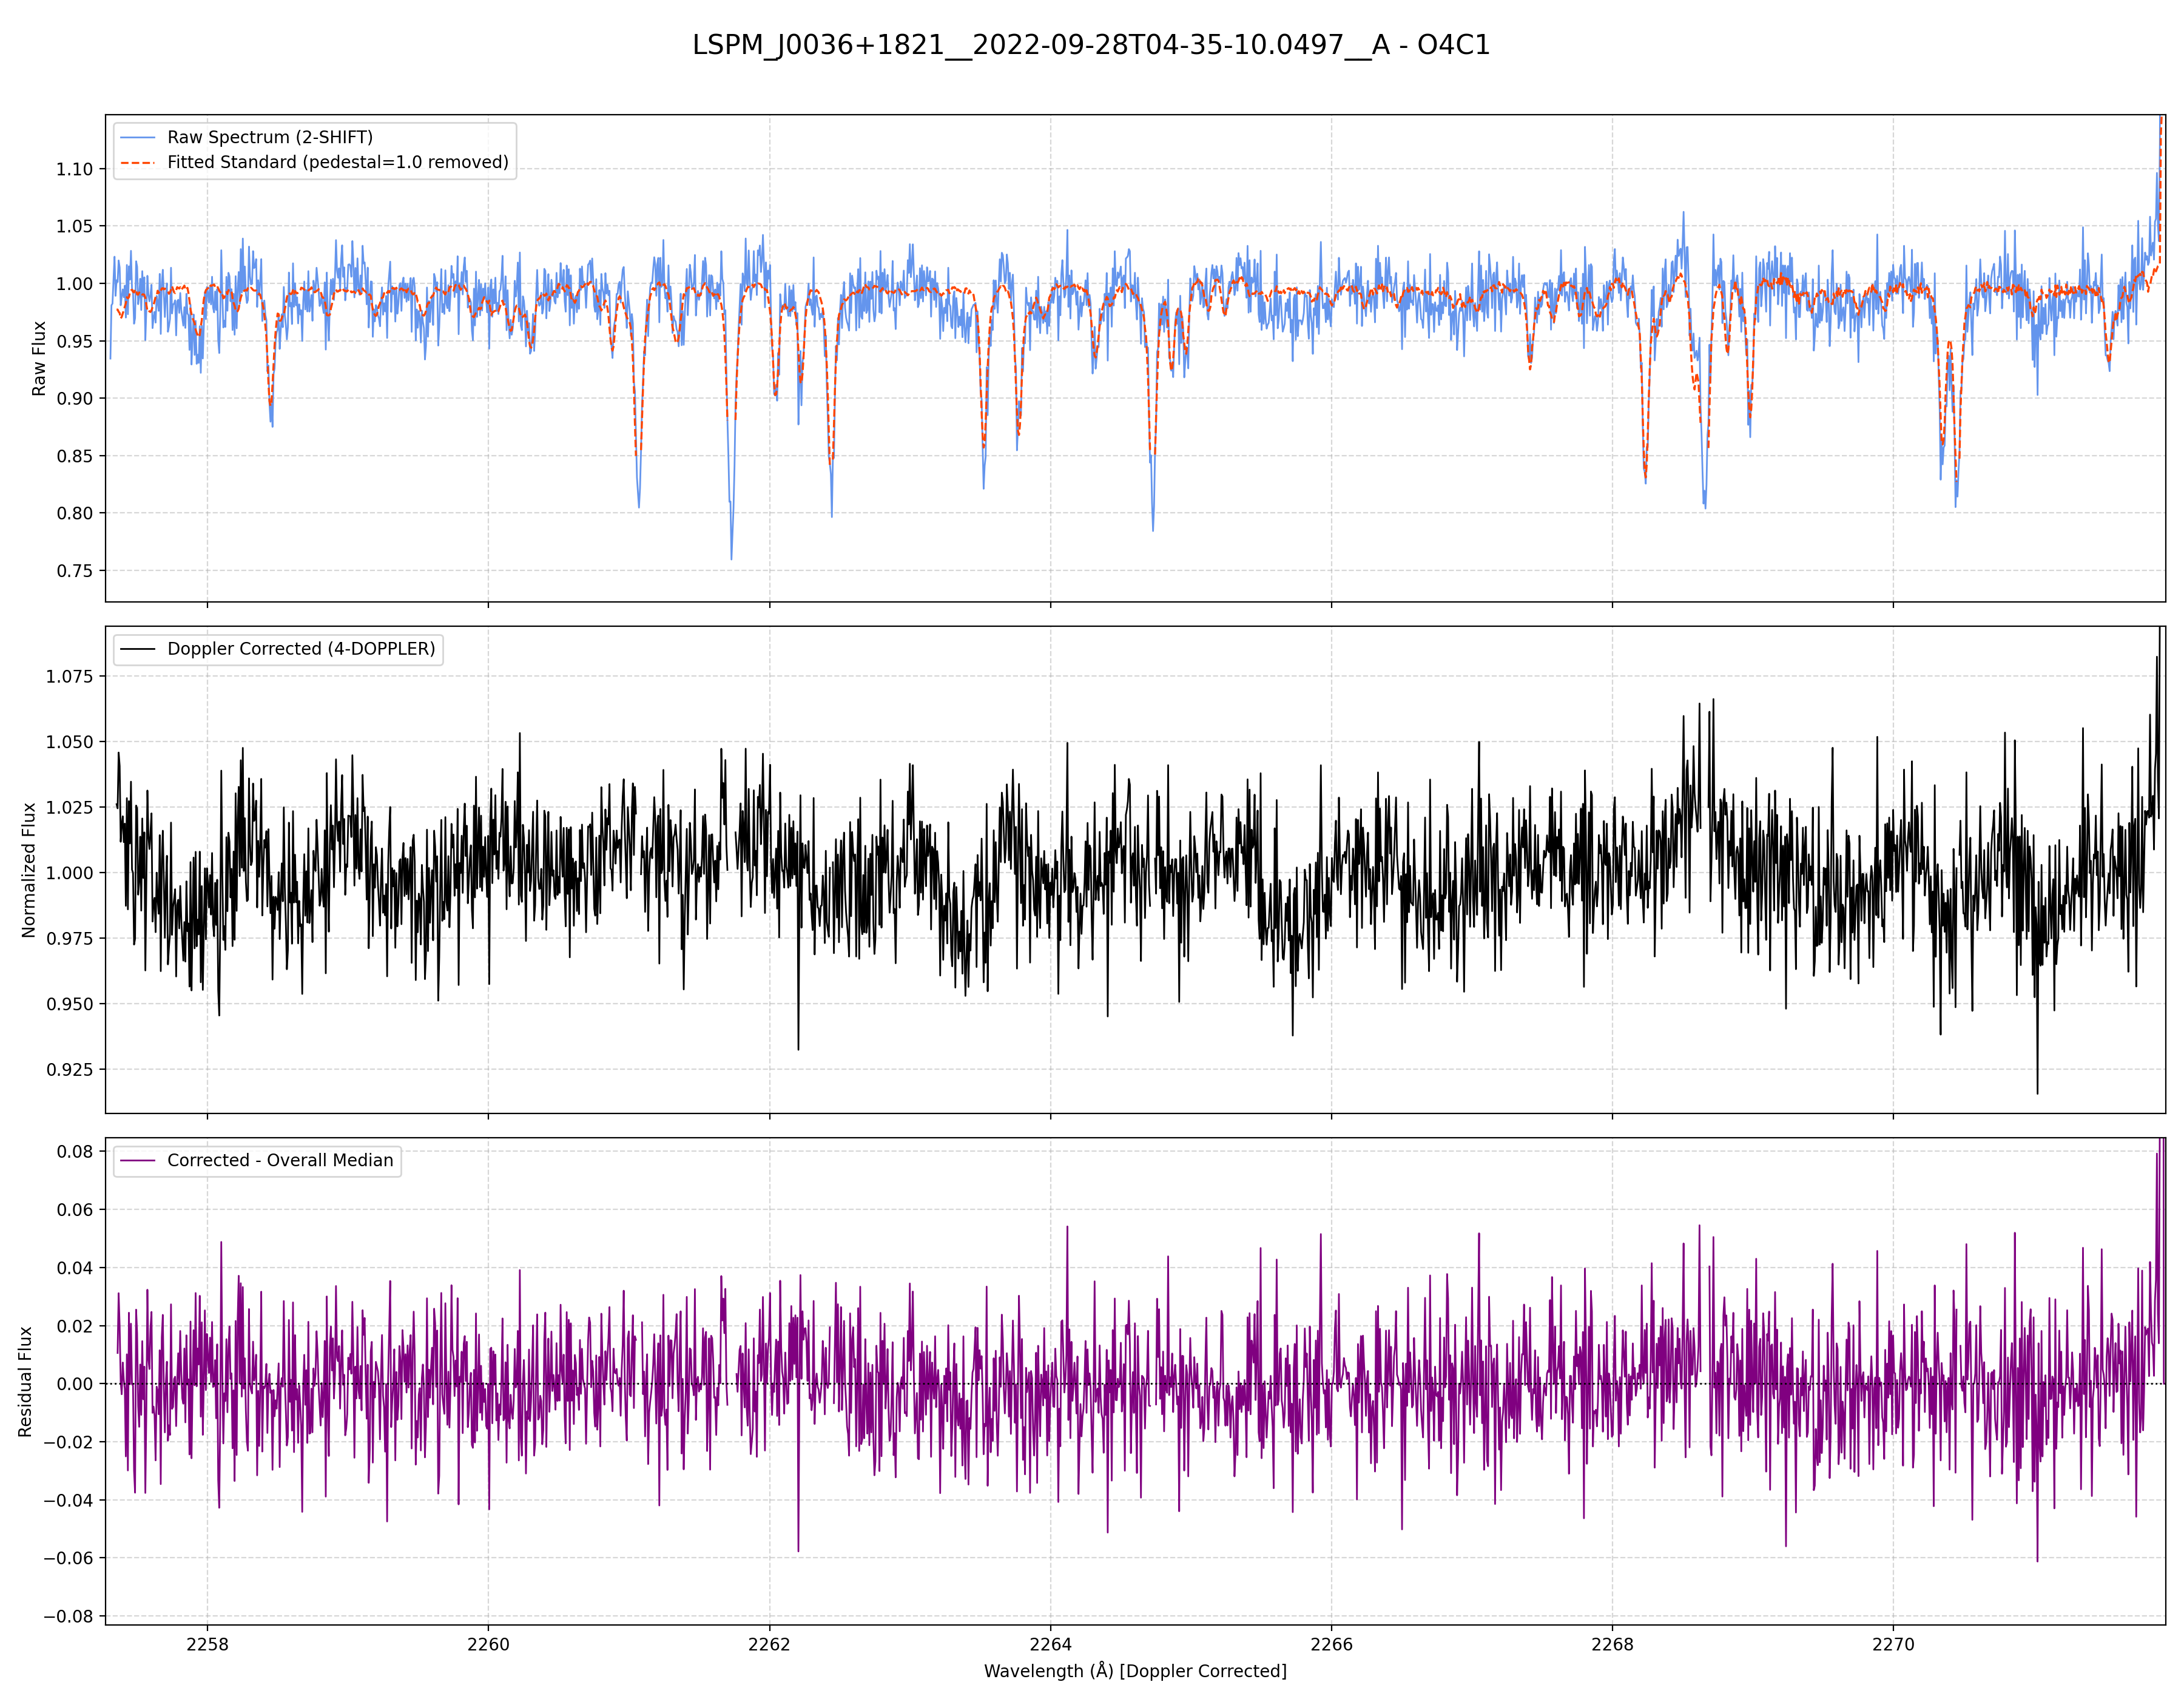 LSPM_J0036+1821__2022-09-28T04-35-10.0497__A - O4C1
Raw Spectrum (2-SHIFT)
Fitted Standard (pedestal=1.0 removed)
Raw Flux
1.10
1.05
1.00
0.95
0.90
0.85
0.80
0.75
Doppler Corrected (4-DOPPLER)
Normalized Flux
1.075
1.050
1.025
1.000
0.975
0.950
0.925
Corrected - Overall Median
Residual Flux
0.08
0.06
0.04
0.02
0.00
−0.02
−0.04
−0.06
−0.08
2258 2260 2262 2264 2266 2268 2270
Wavelength (Å) [Doppler Corrected]